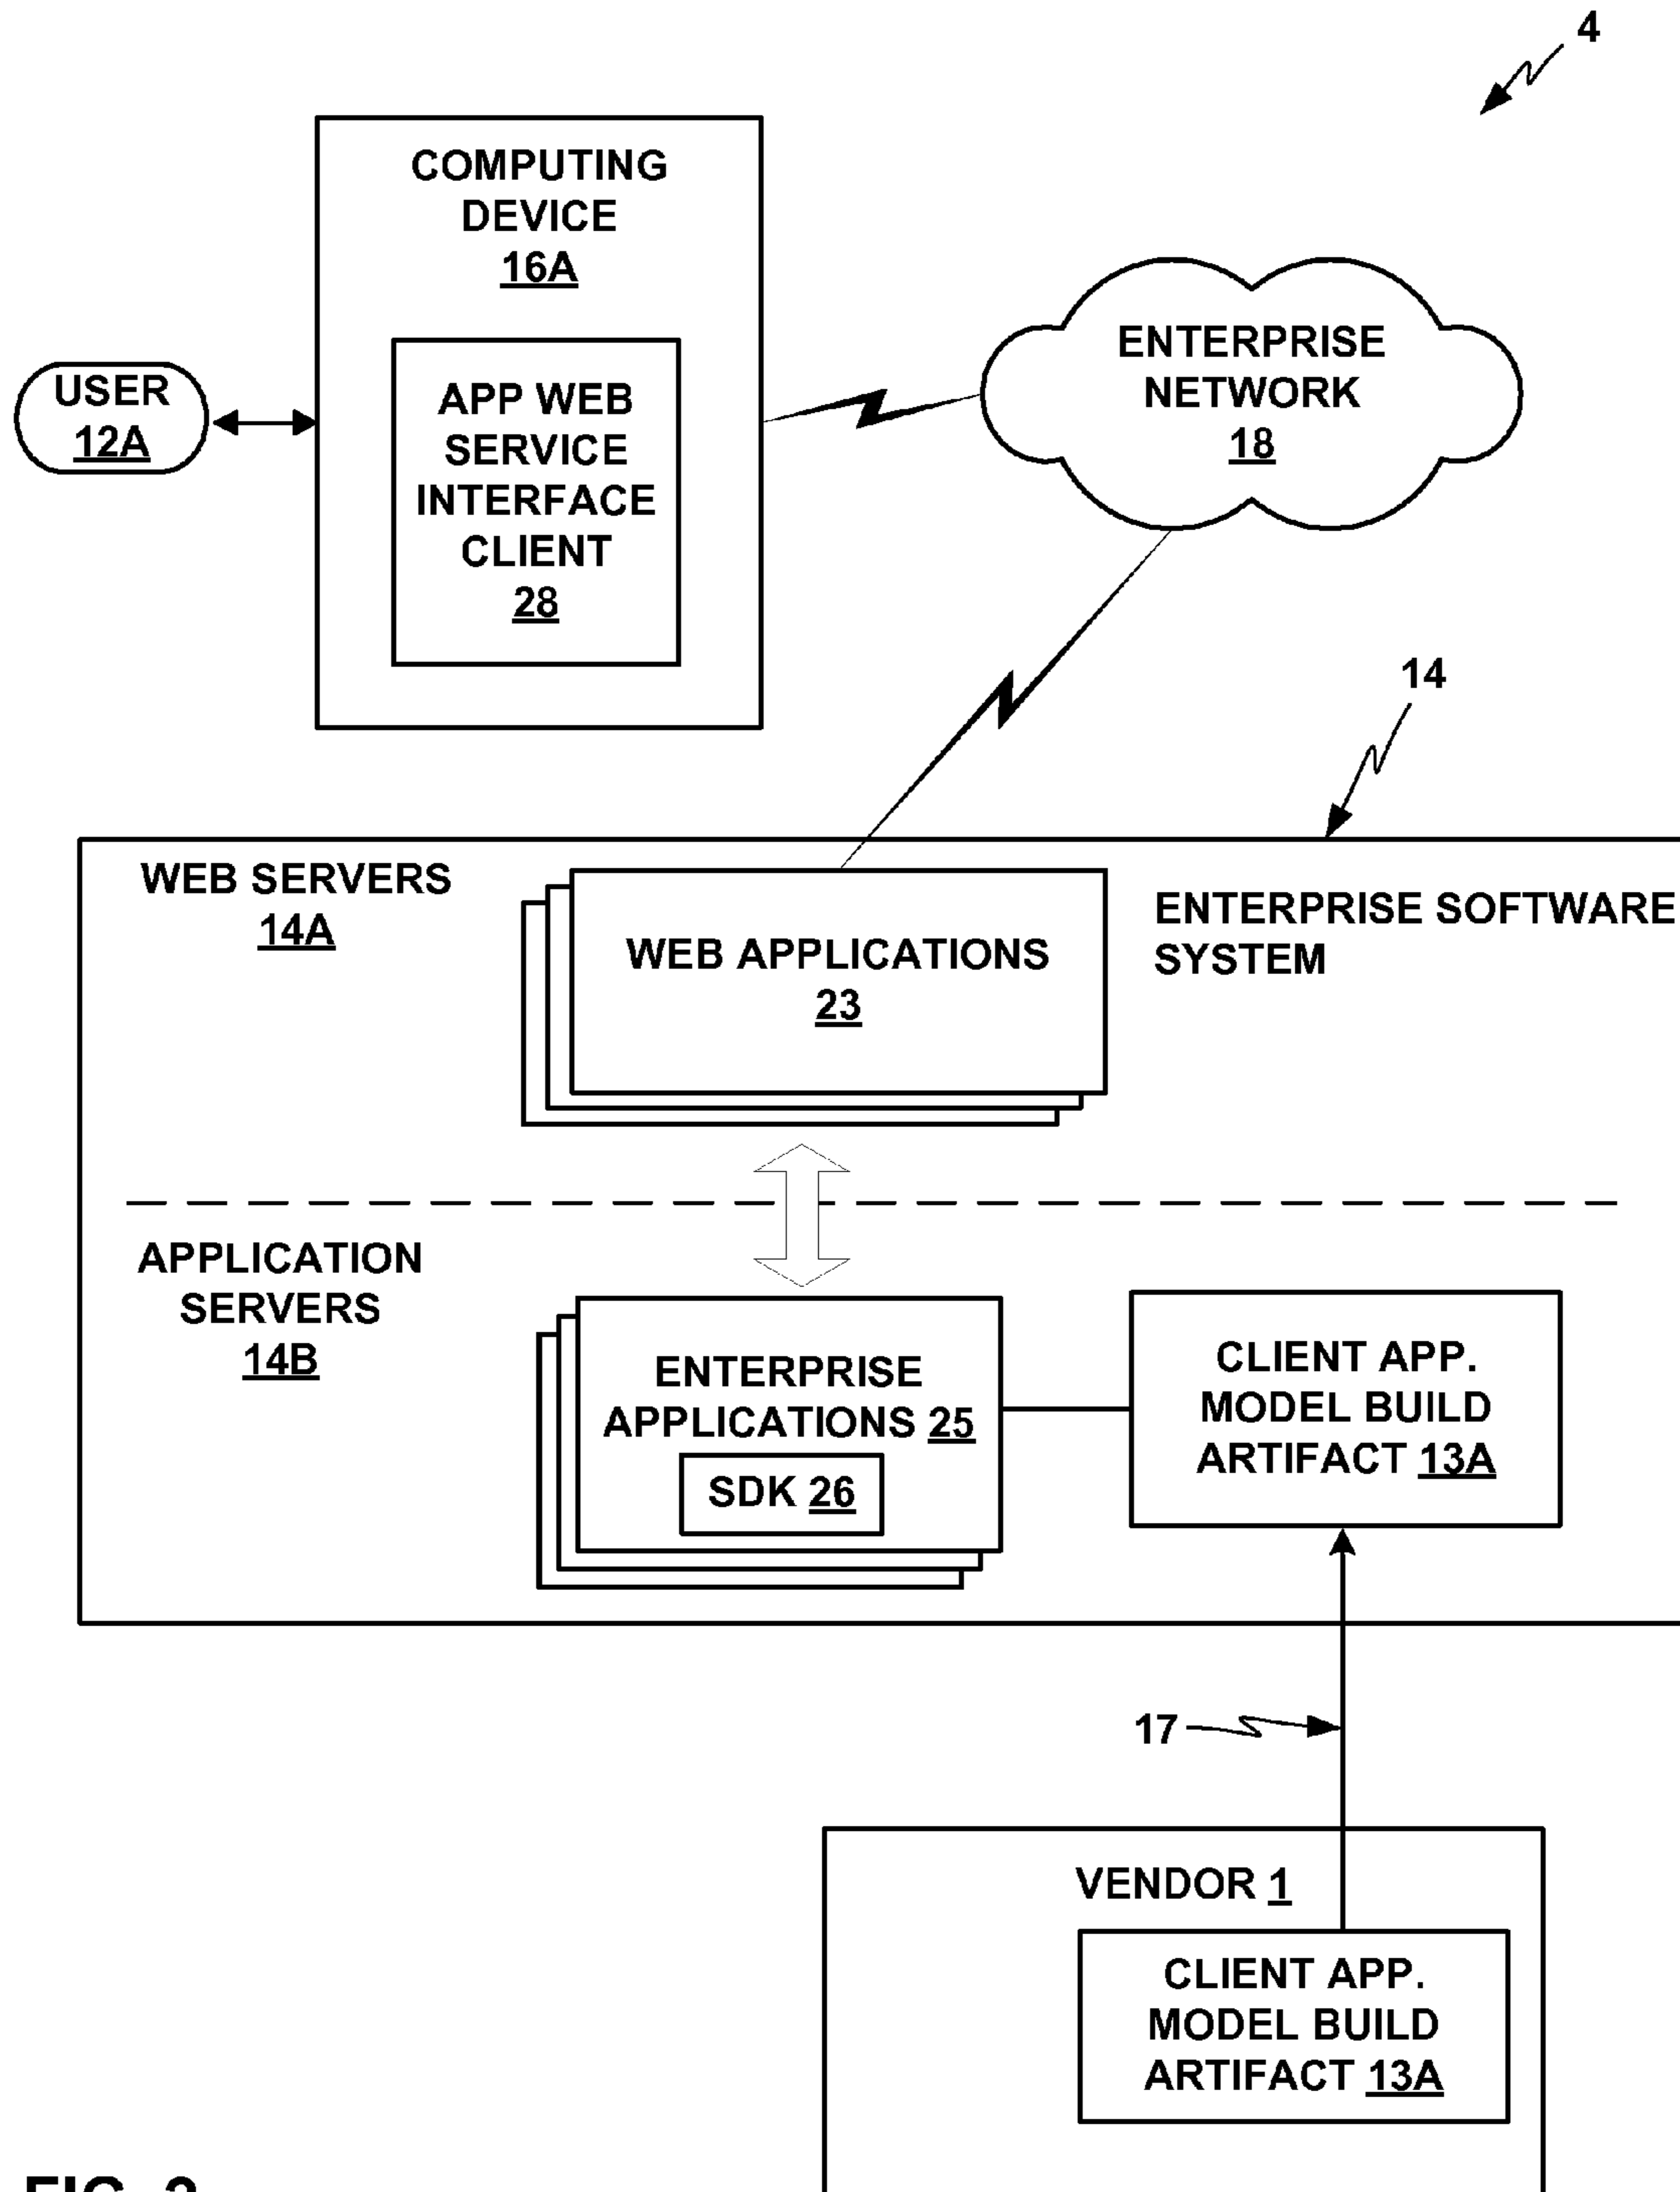 4
COMPUTING
DEVICE
16A
USER
12A
APP WEB
SERVICE
INTERFACE
CLIENT
28
ENTERPRISE
NETWORK
18
14
WEB SERVERS
14A
WEB APPLICATIONS
23
ENTERPRISE SOFTWARE
SYSTEM
APPLICATION
SERVERS
14B
ENTERPRISE
APPLICATIONS 25
SDK 26
CLIENT APP.
MODEL BUILD
ARTIFACT 13A
17
VENDOR 1
CLIENT APP.
MODEL BUILD
ARTIFACT 13A